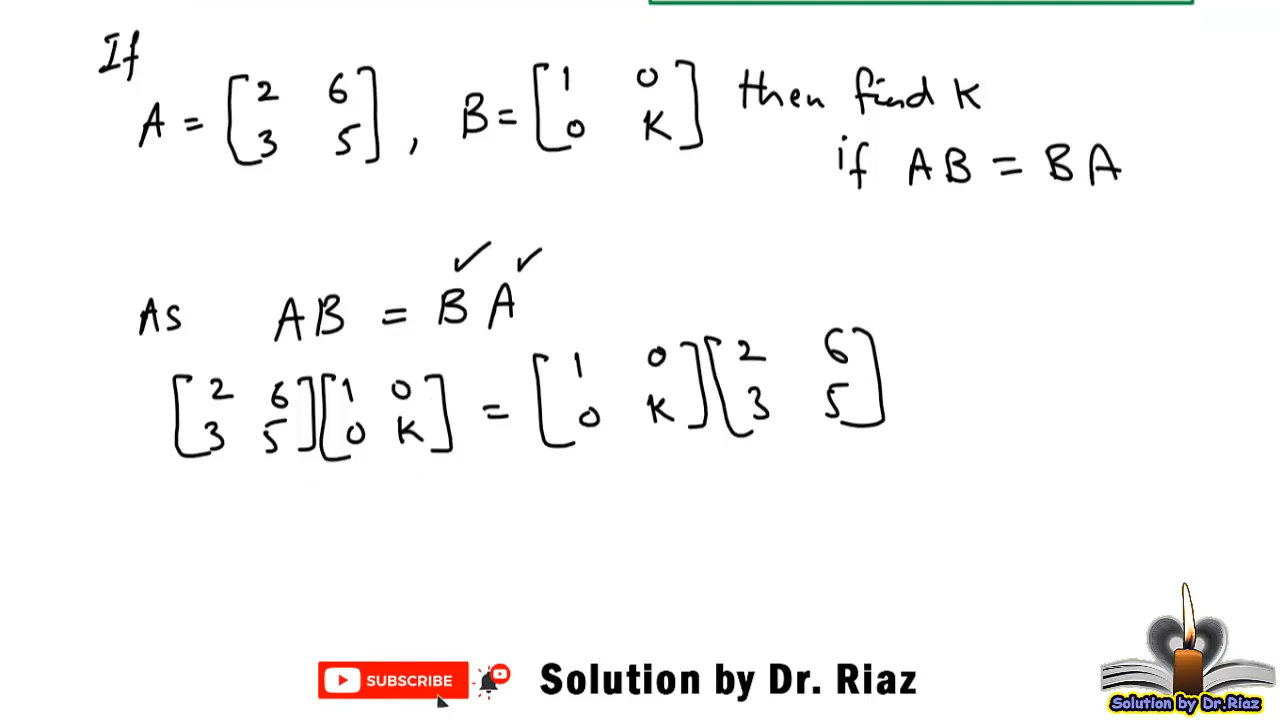 If
A = [2 6; 3 5], B = [1 0; 0 K] then find K
if AB = BA
As AB = BA
[2 6; 3 5][1 0; 0 K] = [1 0; 0 K][2 6; 3 5]
SUBSCRIBE
Solution by Dr. Riaz
Solution by Dr.Riaz